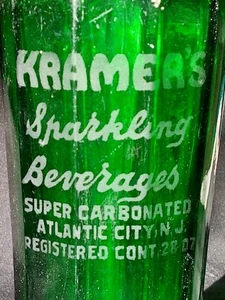 KRAMER'S
Sparkling
Beverages
SUPER CARBONATED
ATLANTIC CITY, N.J.
REGISTERED CONT. 28 OZ